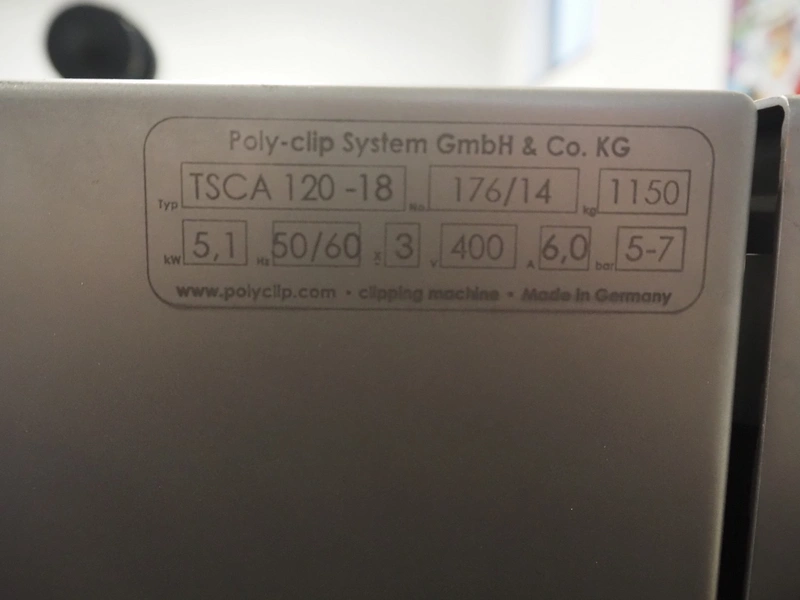 Poly-clip System GmbH & Co. KG
Typ TSCA 120 -18 No 176/14 kg 1150
kW 5,1 Hz 50/60 3 V 400 A 6,0 bar 5-7
www.polyclip.com • clipping machine • Made in Germany